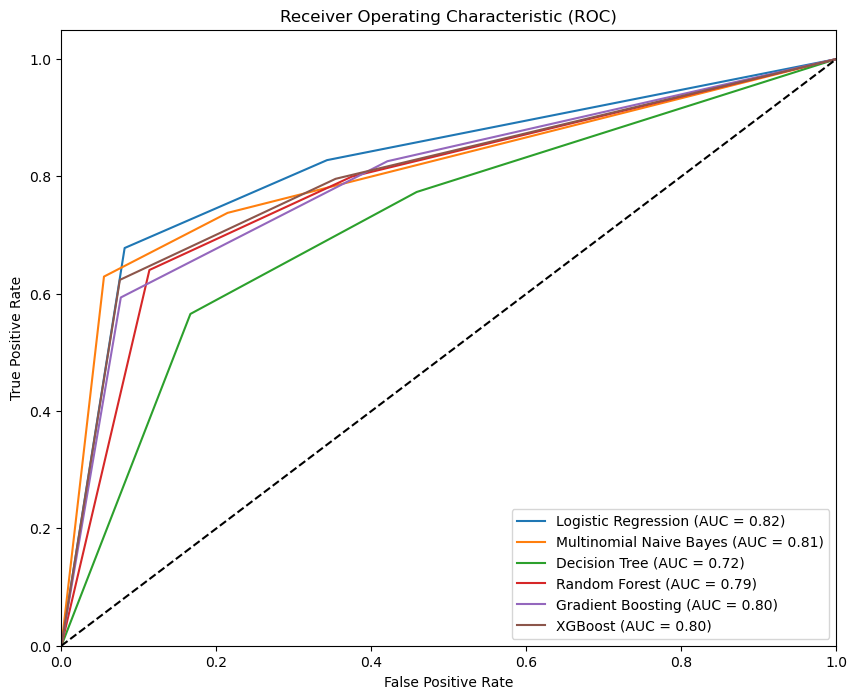 Receiver Operating Characteristic (ROC)
1.0
0.8
0.6
0.4
0.2
0.0
True Positive Rate
Logistic Regression (AUC = 0.82)
Multinomial Naive Bayes (AUC = 0.81)
Decision Tree (AUC = 0.72)
Random Forest (AUC = 0.79)
Gradient Boosting (AUC = 0.80)
XGBoost (AUC = 0.80)
0.0 0.2 0.4 0.6 0.8 1.0
False Positive Rate